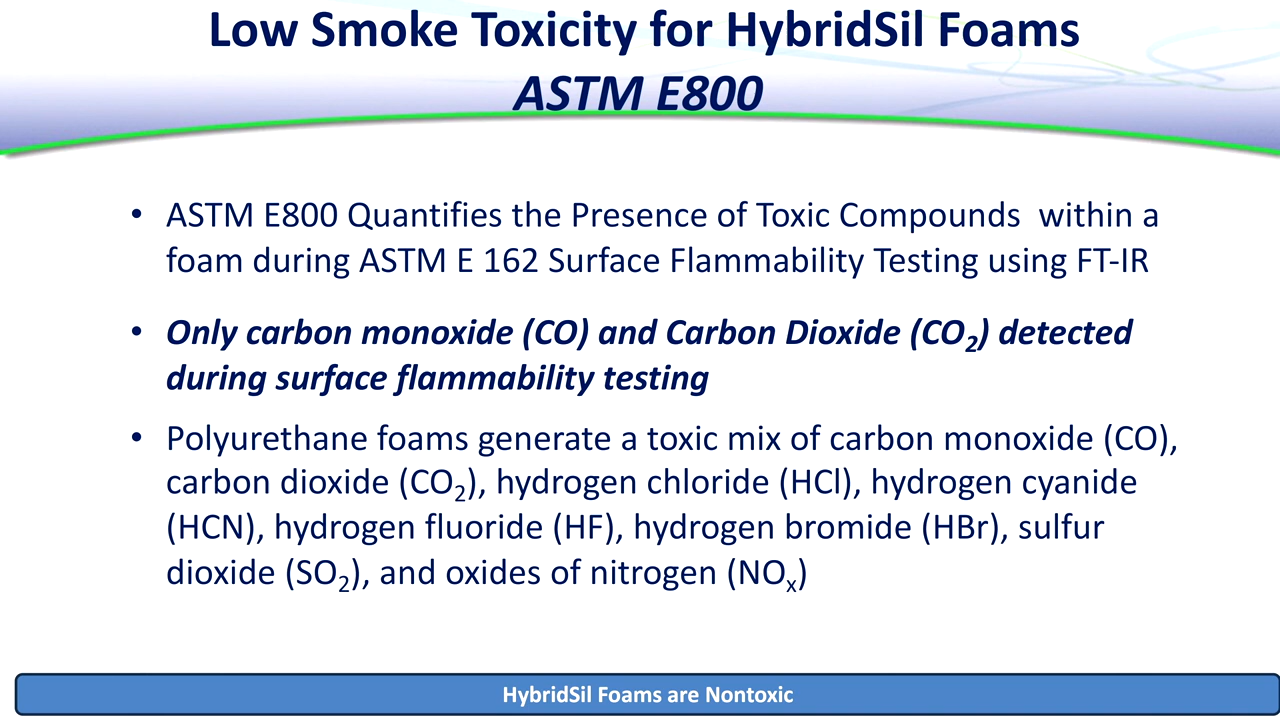 Low Smoke Toxicity for HybridSil Foams
ASTM E800
• ASTM E800 Quantifies the Presence of Toxic Compounds  within a
foam during ASTM E 162 Surface Flammability Testing using FT-IR
• Only carbon monoxide (CO) and Carbon Dioxide (CO₂) detected
during surface flammability testing
• Polyurethane foams generate a toxic mix of carbon monoxide (CO),
carbon dioxide (CO₂), hydrogen chloride (HCl), hydrogen cyanide
(HCN), hydrogen fluoride (HF), hydrogen bromide (HBr), sulfur
dioxide (SO₂), and oxides of nitrogen (NOₓ)
HybridSil Foams are Nontoxic